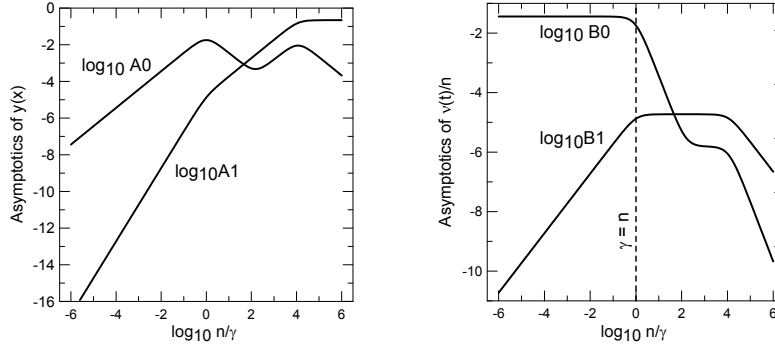 Asymptotics of y(x)
0
-2
-4
-6
-8
-10
-12
-14
-16
log10 A0
log10A1
-6 -4 -2 0 2 4 6
log10 n/γ
Asymptotics of ν(t)/n
-2
-4
-6
-8
-10
log10 B0
log10B1
γ = n
-6 -4 -2 0 2 4 6
log10 n/γ